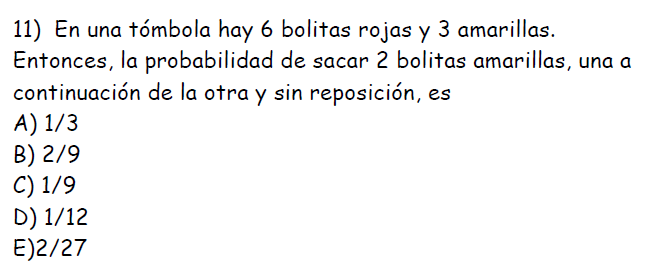 11) En una tómbola hay 6 bolitas rojas y 3 amarillas.
Entonces, la probabilidad de sacar 2 bolitas amarillas, una a
continuación de la otra y sin reposición, es
A) 1/3
B) 2/9
C) 1/9
D) 1/12
E)2/27